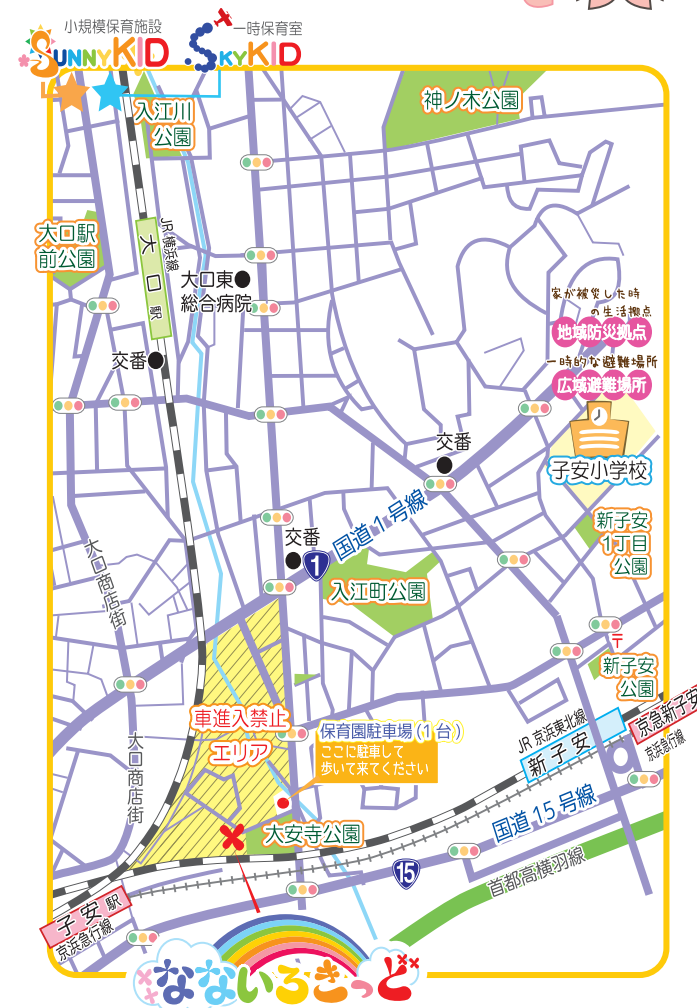 小規模保育施設
SUNNYKID
一時保育室
SKYKID
入江川
公園
神ノ木公園
大口駅
前公園
JR横浜線
大口駅
大口東
総合病院
家が被災した時
の生活拠点
地域防災拠点
一時的な避難場所
広域避難場所
交番
交番
子安小学校
国道1号線
新子安
1丁目
公園
交番
1
大口商店街
入江町公園
〒
新子安
公園
車進入禁止
エリア
保育園駐車場(1台)
ここに駐車して
歩いて来てください
JR京浜東北線
新子安
京急新子安
京浜急行線
大口商店街
大安寺公園
国道15号線
15
首都高横羽線
子安駅
京浜急行線
なないろきっど